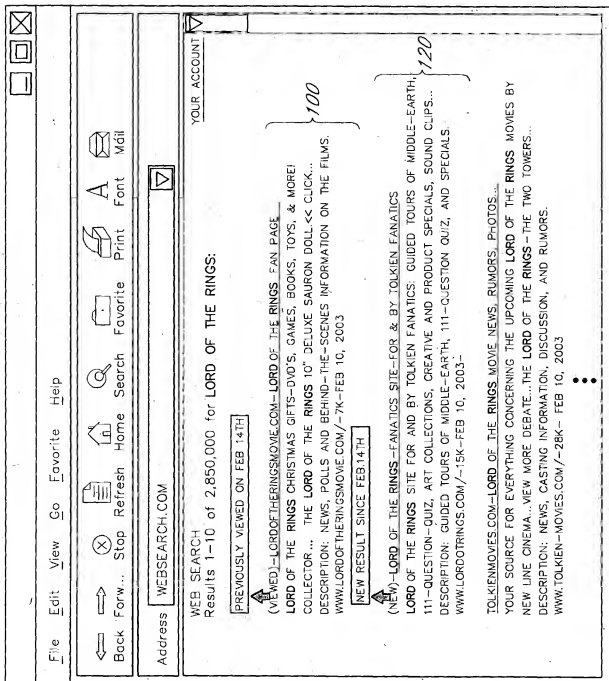 File Edit View Go Favorite Help
Back Forw... Stop Refresh Home Search Favorite Print Font Mail
Address WEBSEARCH.COM
WEB SEARCH YOUR ACCOUNT
Results 1-10 of 2,850,000 for LORD OF THE RINGS:
PREVIOUSLY VIEWED ON FEB 14TH
(VIEWED)-LORDOFTHERINGSMOVIE.COM-LORD OF THE RINGS FAN PAGE
LORD OF THE RINGS CHRISTMAS GIFTS-DVD'S, GAMES, BOOKS, TOYS, & MORE!
COLLECTOR... THE LORD OF THE RINGS 10" DELUXE SAURON DOLL.<< CLICK...
DESCRIPTION: NEWS, POLLS AND BEHIND-THE-SCENES INFORMATION ON THE FILMS.
WWW.LORDOFTHERINGSMOVIE.COM/-7K-FEB 10, 2003
100
NEW RESULT SINCE FEB.14TH
(NEW)-LORD OF THE RINGS-FANATICS SITE-FOR & BY TOLKIEN FANATICS
LORD OF THE RINGS SITE FOR AND BY TOLKIEN FANATICS: GUIDED TOURS OF MIDDLE-EARTH,
111-QUESTION-QUIZ, ART COLLECTIONS, CREATIVE AND PRODUCT SPECIALS, SOUND CLIPS...
DESCRIPTION: GUIDED TOURS OF MIDDLE-EARTH, 111-QUESTION QUIZ, AND SPECIALS.
WWW.LORDOTRINGS.COM/-15K-FEB 10, 2003-
120
TOLKIENMOVIES.COM-LORD OF THE RINGS MOVIE NEWS, RUMORS, PHOTOS...
YOUR SOURCE FOR EVERYTHING CONCERNING THE UPCOMING LORD OF THE RINGS MOVIES BY
NEW LINE CINEMA...VIEW MORE DEBATE...THE LORD OF THE RINGS-THE TWO TOWERS...
DESCRIPTION: NEWS, CASTING INFORMATION, DISCUSSION, AND RUMORS.
WWW.TOLKIEN-MOVIES.COM/-28K- FEB 10, 2003